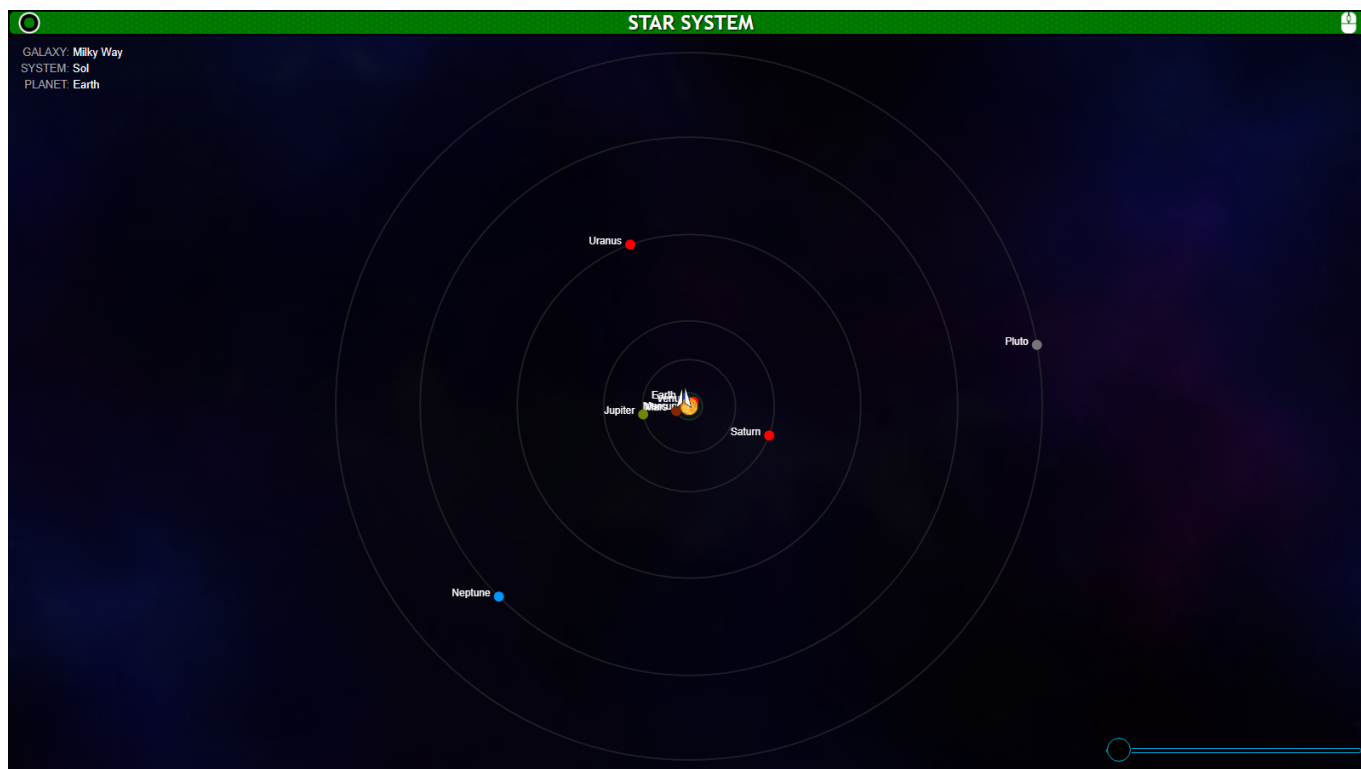 STAR SYSTEM
GALAXY: Milky Way
SYSTEM: Sol
PLANET: Earth
Uranus
Pluto
Earth
Jupiter
Saturn
Neptune